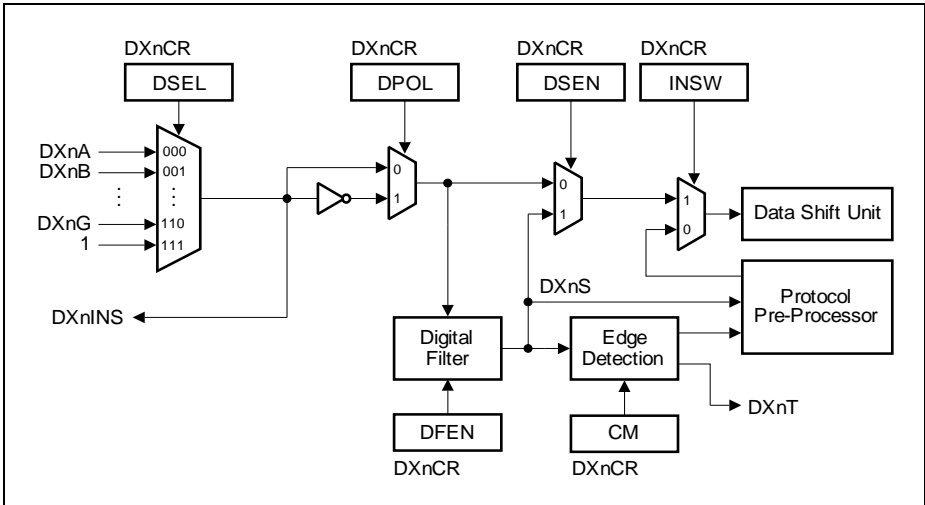 DXnCR
DXnCR
DXnCR
DXnCR
DSEL
DPOL
DSEN
INSW
DXnA
000
DXnB
001
0
0
1
1
DXnG
110
1
Data Shift Unit
1
111
0
DXnS
Protocol
Pre-Processor
DXnINS
Digital
Filter
Edge
Detection
DXnT
DFEN
CM
DXnCR
DXnCR